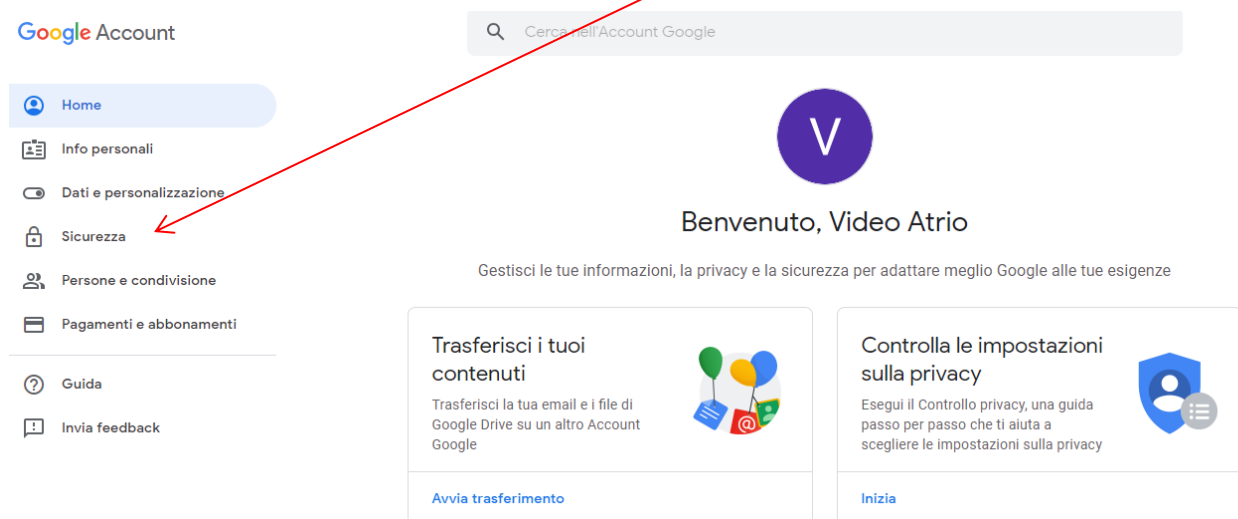 Google Account
Cerca nell'Account Google
Home
Info personali
Dati e personalizzazione
Sicurezza
Persone e condivisione
Pagamenti e abbonamenti
Guida
Invia feedback
V
Benvenuto, Video Atrio
Gestisci le tue informazioni, la privacy e la sicurezza per adattare meglio Google alle tue esigenze
Trasferisci i tuoi
contenuti
Trasferisci la tua email e i file di
Google Drive su un altro Account
Google
Avvia trasferimento
Controlla le impostazioni
sulla privacy
Esegui il Controllo privacy, una guida
passo per passo che ti aiuta a
scegliere le impostazioni sulla privacy
Inizia